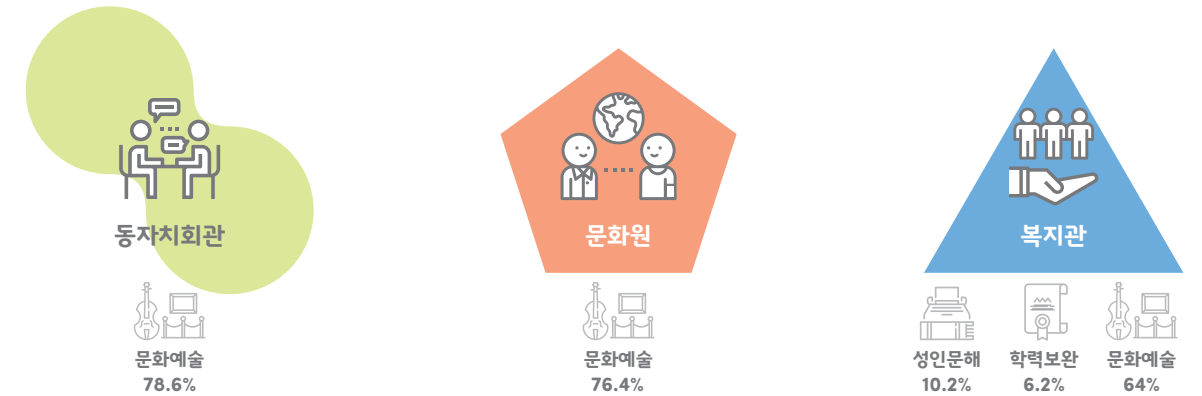 동자치회관
문화예술
78.6%
문화원
문화예술
76.4%
복지관
성인문해
10.2%
학력보완
6.2%
문화예술
64%